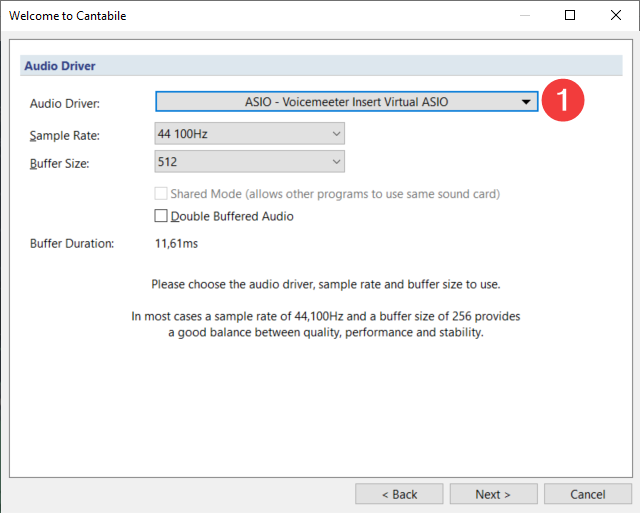 Welcome to Cantabile
Audio Driver
Audio Driver: ASIO - Voicemeeter Insert Virtual ASIO 1
Sample Rate: 44 100Hz
Buffer Size: 512
Shared Mode (allows other programs to use same sound card)
Double Buffered Audio
Buffer Duration: 11,61ms
Please choose the audio driver, sample rate and buffer size to use.
In most cases a sample rate of 44,100Hz and a buffer size of 256 provides
a good balance between quality, performance and stability.
< Back Next > Cancel